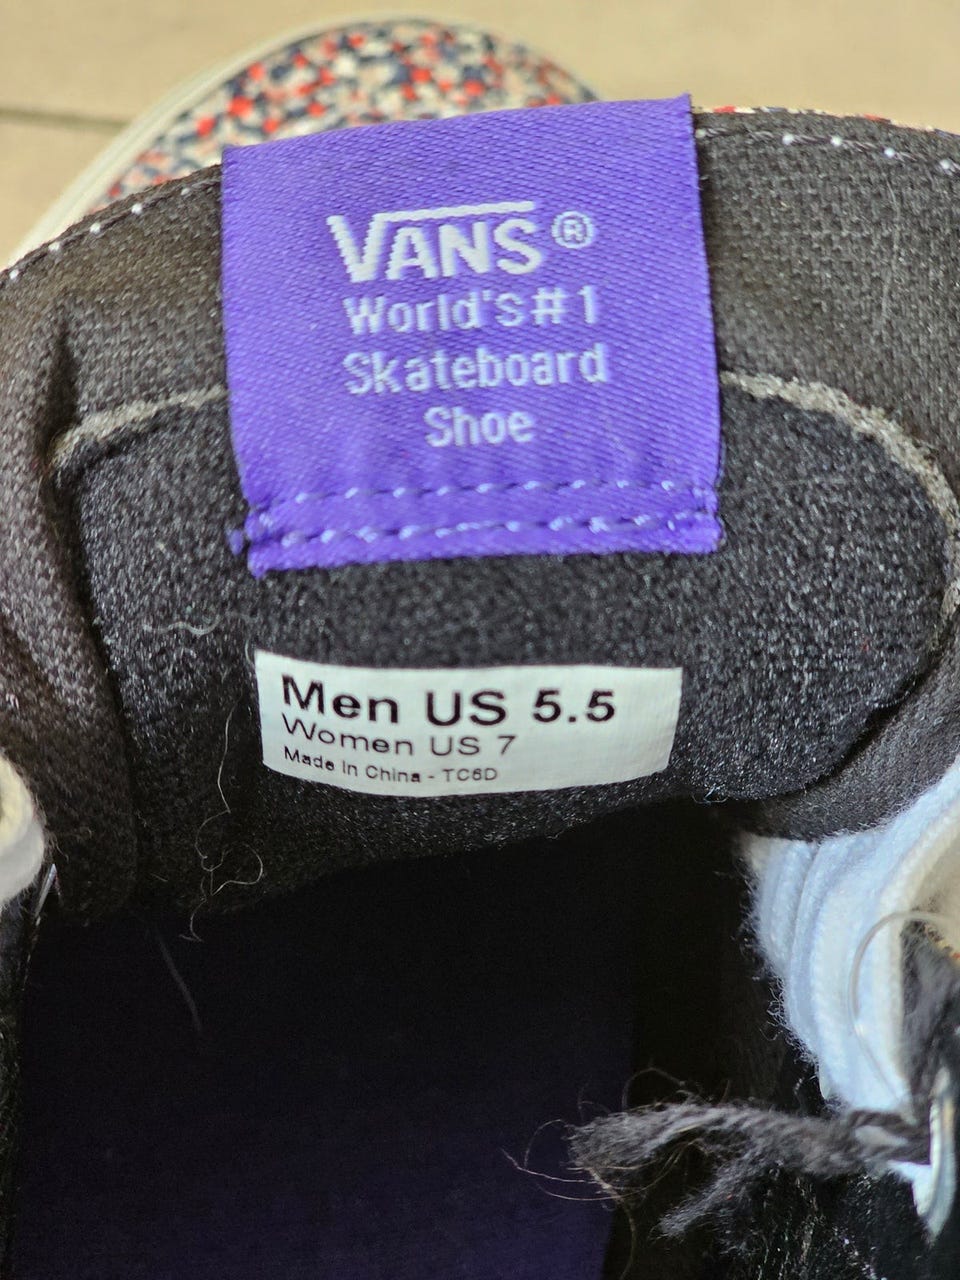 VANS®
World's #1
Skateboard
Shoe
Men US 5.5
Women US 7
Made In China - TC6D